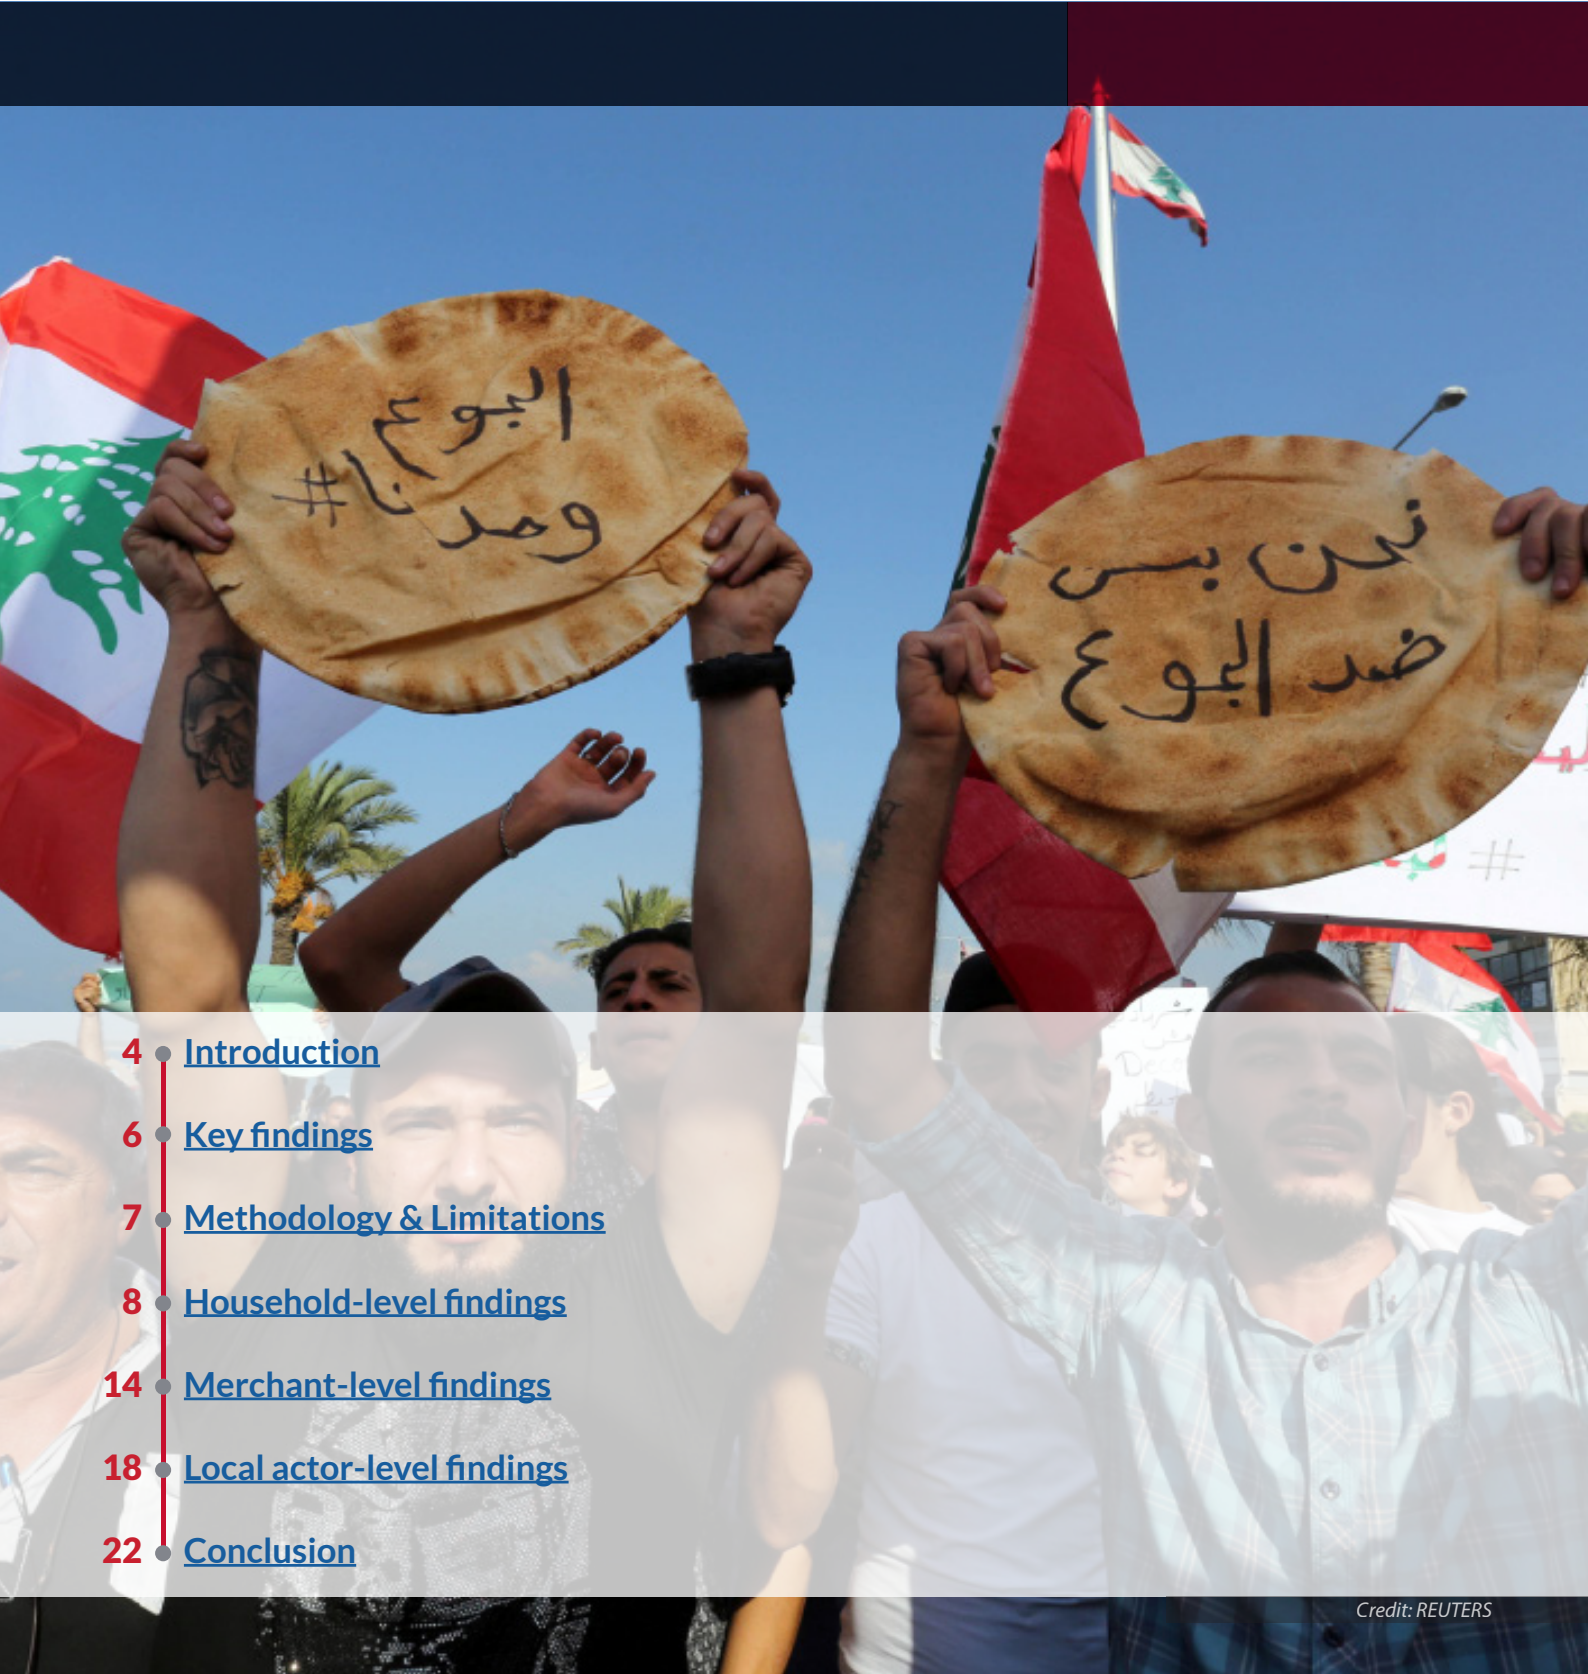 الجوع
وحدنا#
نحن بس
ضد الجوع
#
4 Introduction
6 Key findings
7 Methodology & Limitations
8 Household-level findings
14 Merchant-level findings
18 Local actor-level findings
22 Conclusion
Credit: REUTERS